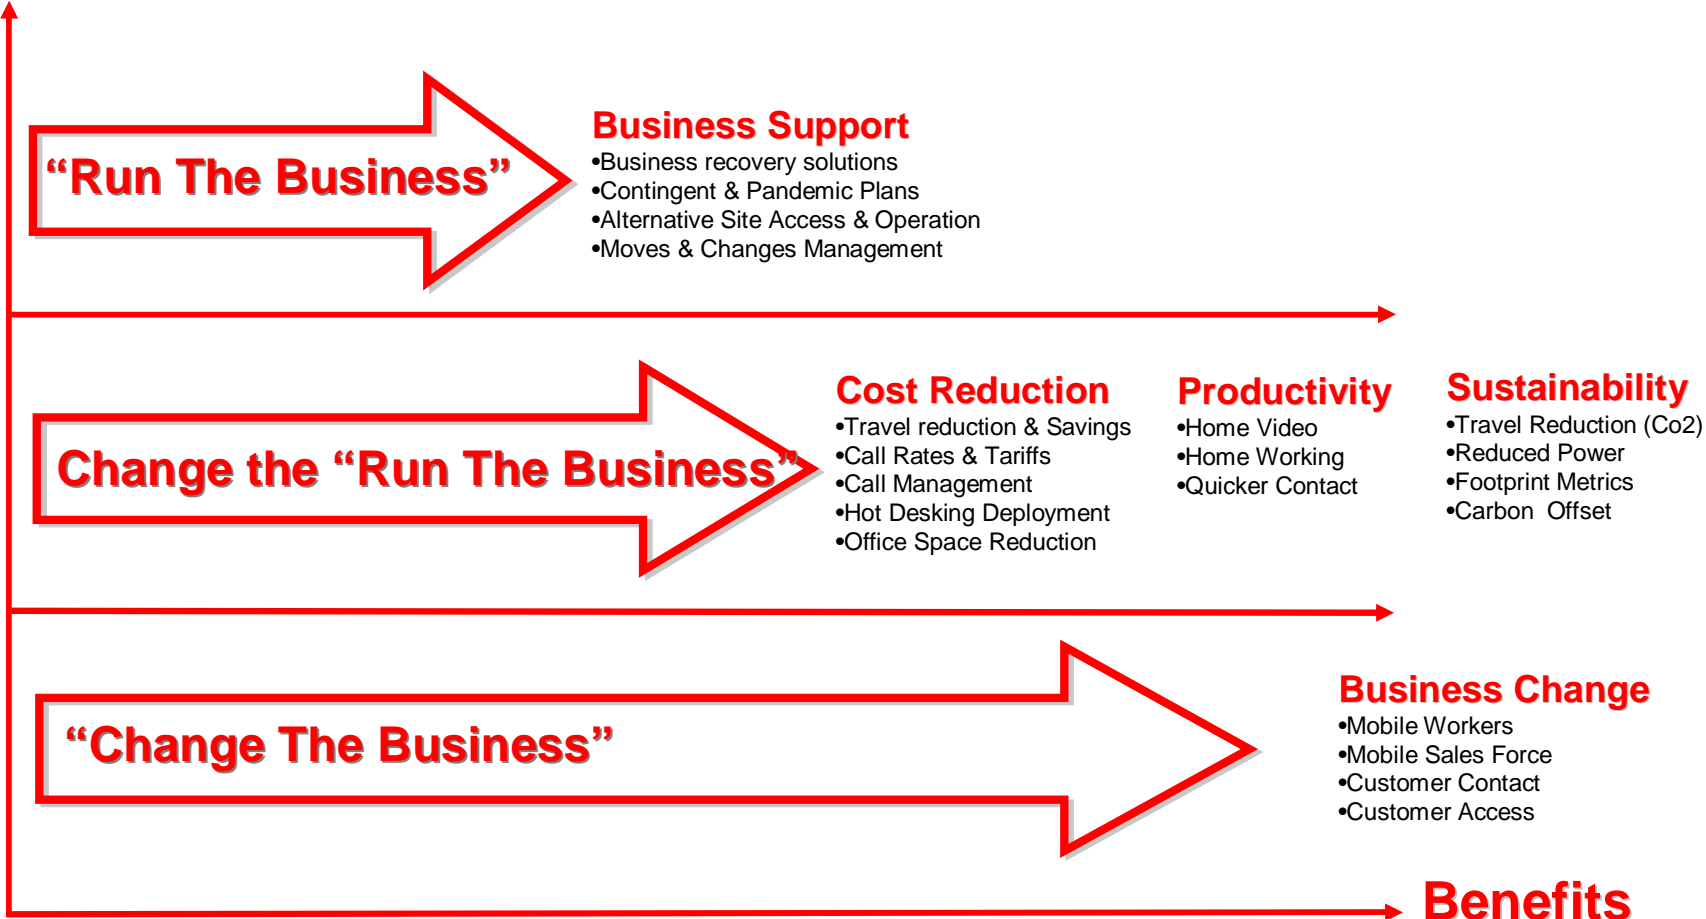 “Run The Business”
Business Support
•Business recovery solutions
•Contingent & Pandemic Plans
•Alternative Site Access & Operation
•Moves & Changes Management
Change the “Run The Business”
Cost Reduction
•Travel reduction & Savings
•Call Rates & Tariffs
•Call Management
•Hot Desking Deployment
•Office Space Reduction
Productivity
•Home Video
•Home Working
•Quicker Contact
Sustainability
•Travel Reduction (Co2)
•Reduced Power
•Footprint Metrics
•Carbon  Offset
“Change The Business”
Business Change
•Mobile Workers
•Mobile Sales Force
•Customer Contact
•Customer Access
Benefits